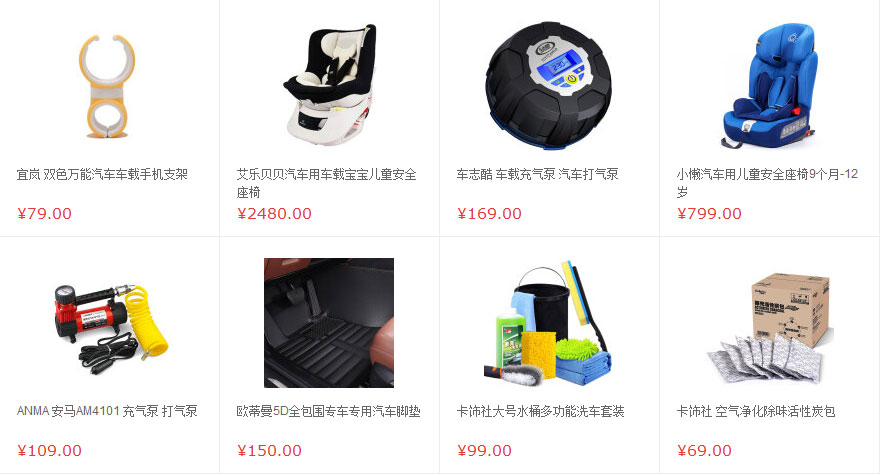 宜岚 双色万能汽车车载手机支架
¥79.00
艾乐贝贝汽车用车载宝宝儿童安全
座椅
¥2480.00
车志酷 车载充气泵 汽车打气泵
¥169.00
小懒汽车用儿童安全座椅9个月-12
岁
¥799.00
ANMA 安马AM4101 充气泵 打气泵
¥109.00
欧蒂曼5D全包围专车专用汽车脚垫
¥150.00
卡饰社大号水桶多功能洗车套装
¥99.00
卡饰社 空气净化除味活性炭包
¥69.00